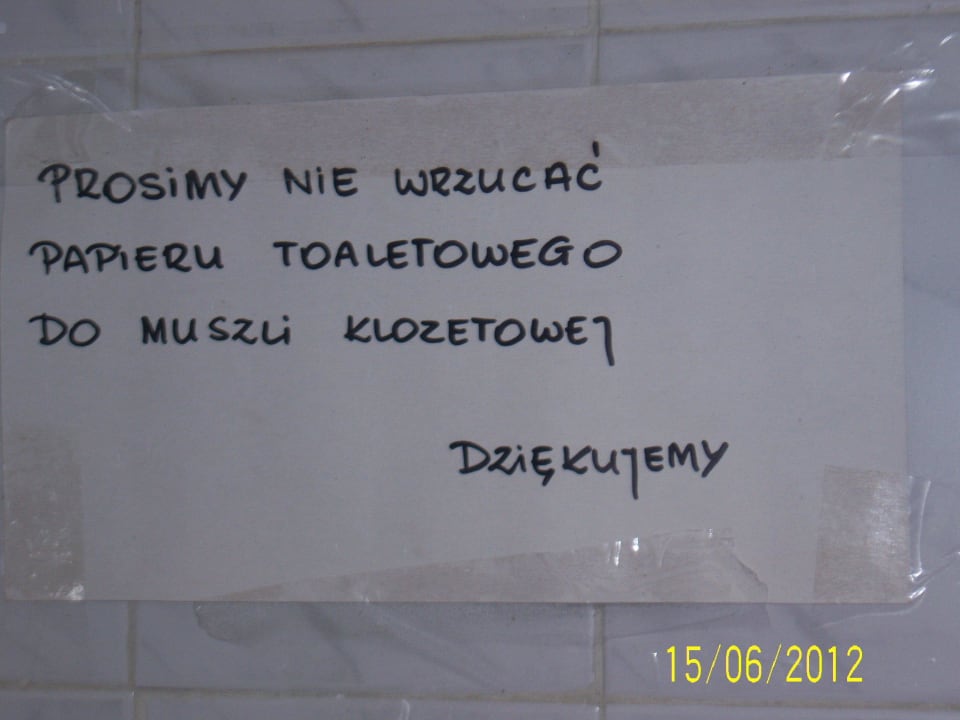 PROSiMY NiE WRZUCAĆ
PAPiERU TOALETOWEGO
DO MUSZLi KLOZETOWEJ
DZiĘKUJEMY
15/06/2012